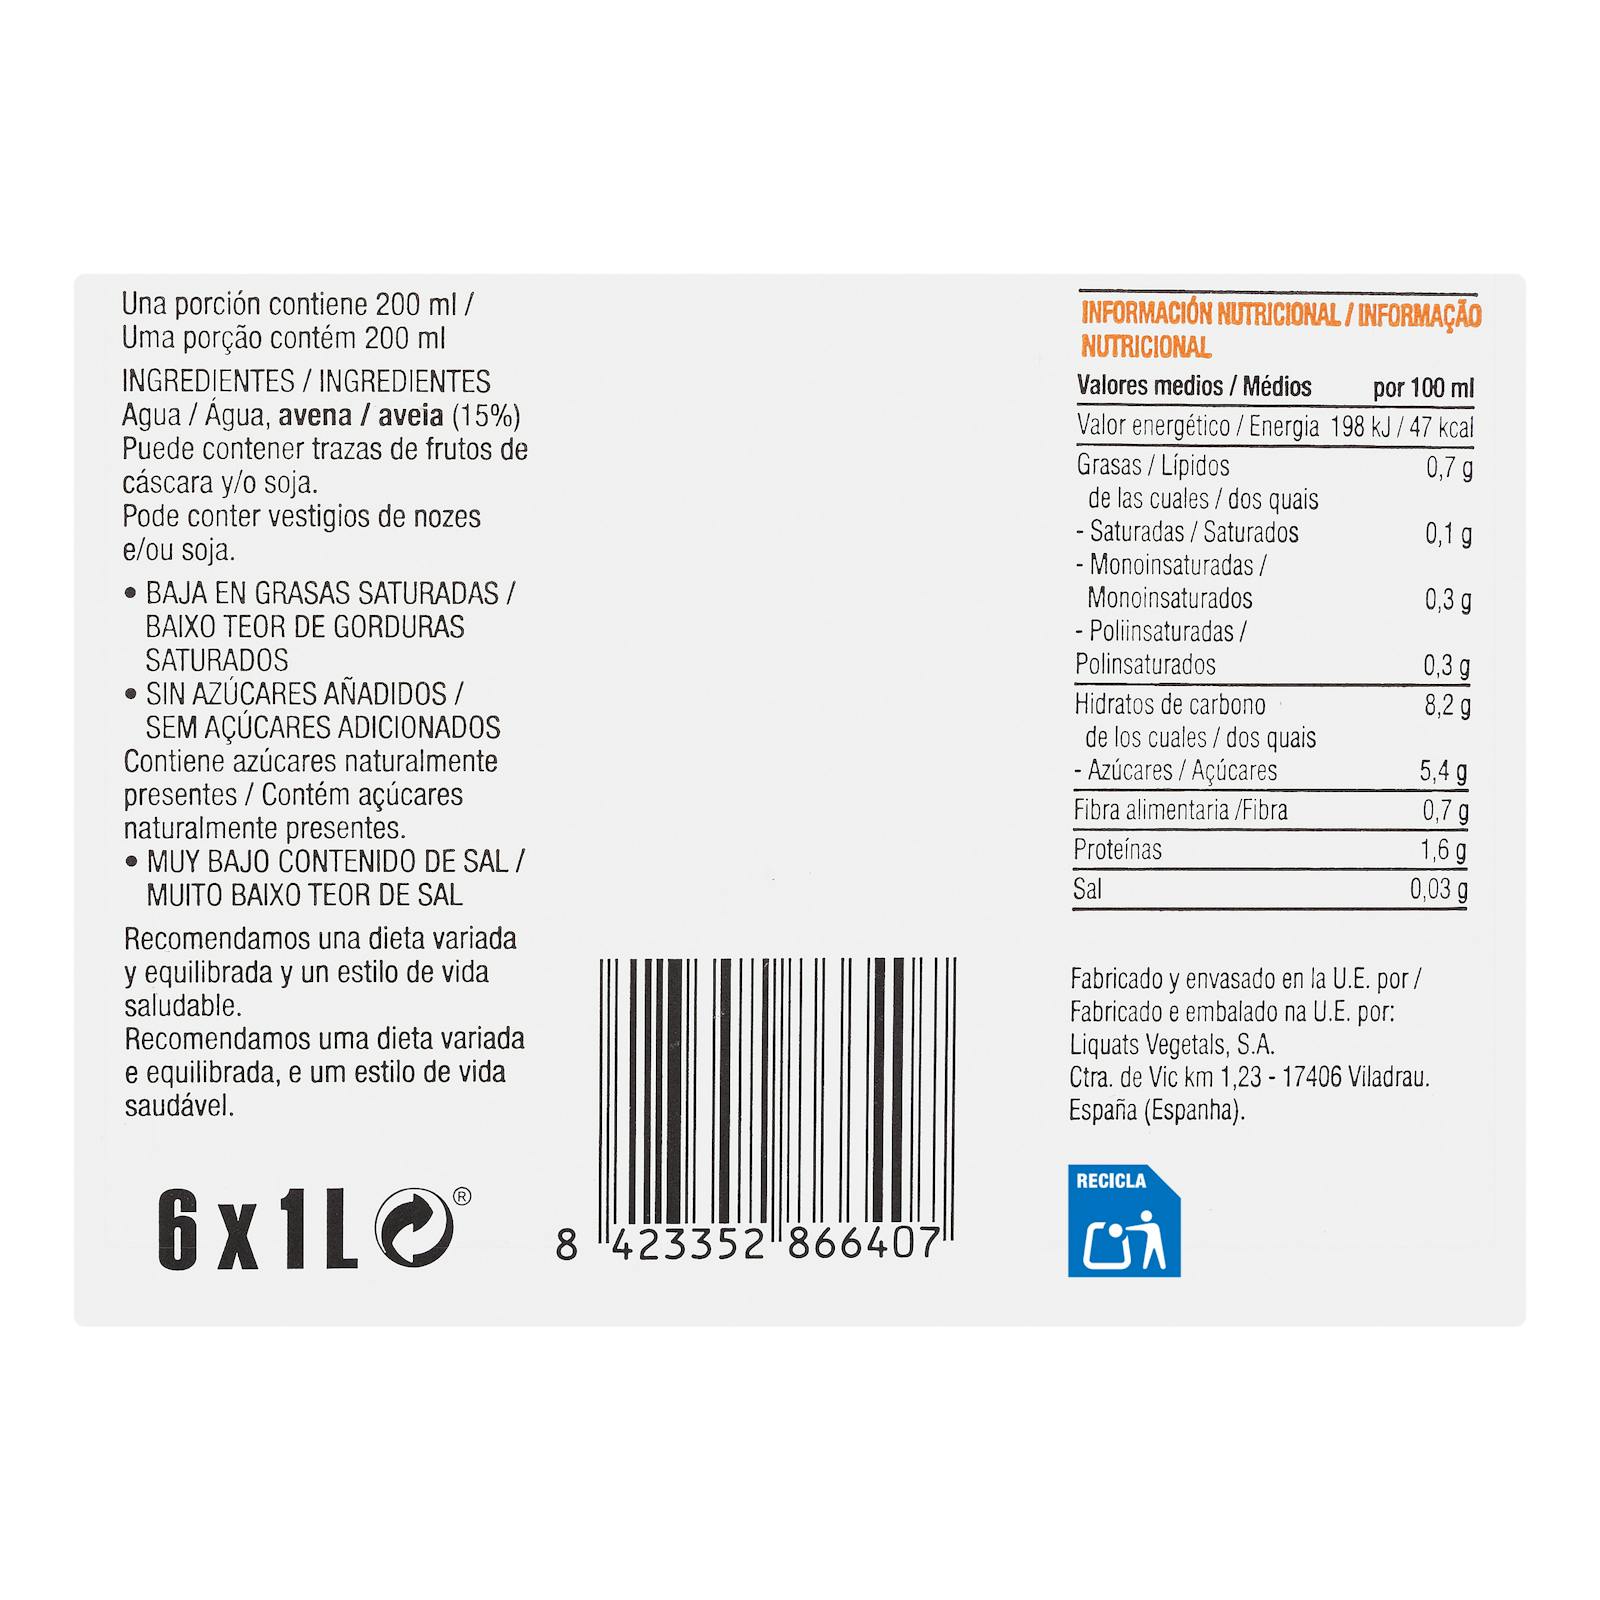 Una porción contiene 200 ml /
Uma porção contém 200 ml
INGREDIENTES / INGREDIENTES
Agua / Água, avena / aveia (15%)
Puede contener trazas de frutos de
cáscara y/o soja.
Pode conter vestigios de nozes
e/ou soja.
• BAJA EN GRASAS SATURADAS /
BAIXO TEOR DE GORDURAS
SATURADOS
• SIN AZÚCARES AÑADIDOS /
SEM AÇÚCARES ADICIONADOS
Contiene azúcares naturalmente
presentes / Contém açúcares
naturalmente presentes.
• MUY BAJO CONTENIDO DE SAL /
MUITO BAIXO TEOR DE SAL
Recomendamos una dieta variada
y equilibrada y un estilo de vida
saludable.
Recomendamos uma dieta variada
e equilibrada, e um estilo de vida
saudável.
6 x 1L ®
8 423352 866407
INFORMACIÓN NUTRICIONAL / INFORMAÇÃO
NUTRICIONAL
Valores medios / Médios por 100 ml
Valor energético / Energia 198 kJ / 47 kcal
Grasas / Lípidos 0,7 g
de las cuales / dos quais
- Saturadas / Saturados 0,1 g
- Monoinsaturadas /
Monoinsaturados 0,3 g
- Poliinsaturadas /
Polinsaturados 0,3 g
Hidratos de carbono 8,2 g
de los cuales / dos quais
- Azúcares / Açúcares 5,4 g
Fibra alimentaria /Fibra 0,7 g
Proteínas 1,6 g
Sal 0,03 g
Fabricado y envasado en la U.E. por /
Fabricado e embalado na U.E. por:
Liquats Vegetals, S.A.
Ctra. de Vic km 1,23 - 17406 Viladrau.
España (Espanha).
RECICLA